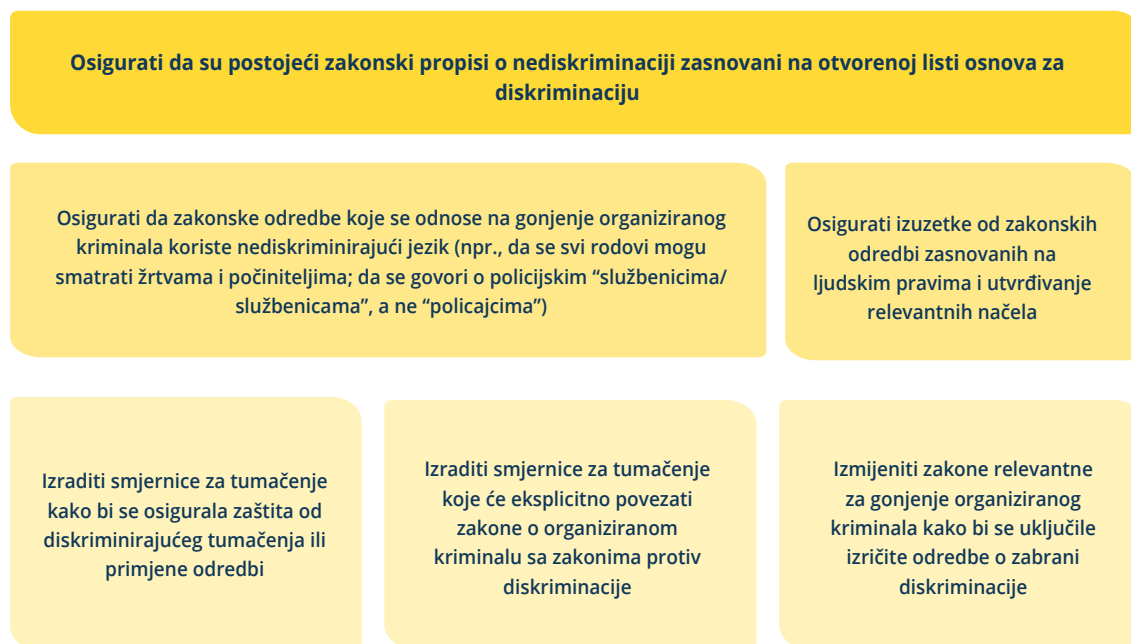 Osigurati da su postojeći zakonski propisi o nediskriminaciji zasnovani na otvorenoj listi osnova za
diskriminaciju
Osigurati da zakonske odredbe koje se odnose na gonjenje organiziranog
kriminala koriste nediskriminirajući jezik (npr., da se svi rodovi mogu
smatrati žrtvama i počiniteljima; da se govori o policijskim “službenicima/
službenicama”, a ne “policajcima”)
Osigurati izuzetke od zakonskih
odredbi zasnovanih na
ljudskim pravima i utvrđivanje
relevantnih načela
Izraditi smjernice za tumačenje
kako bi se osigurala zaštita od
diskriminirajućeg tumačenja ili
primjene odredbi
Izraditi smjernice za tumačenje
koje će eksplicitno povezati
zakone o organiziranom
kriminalu sa zakonima protiv
diskriminacije
Izmijeniti zakone relevantne
za gonjenje organiziranog
kriminala kako bi se uključile
izričite odredbe o zabrani
diskriminacije